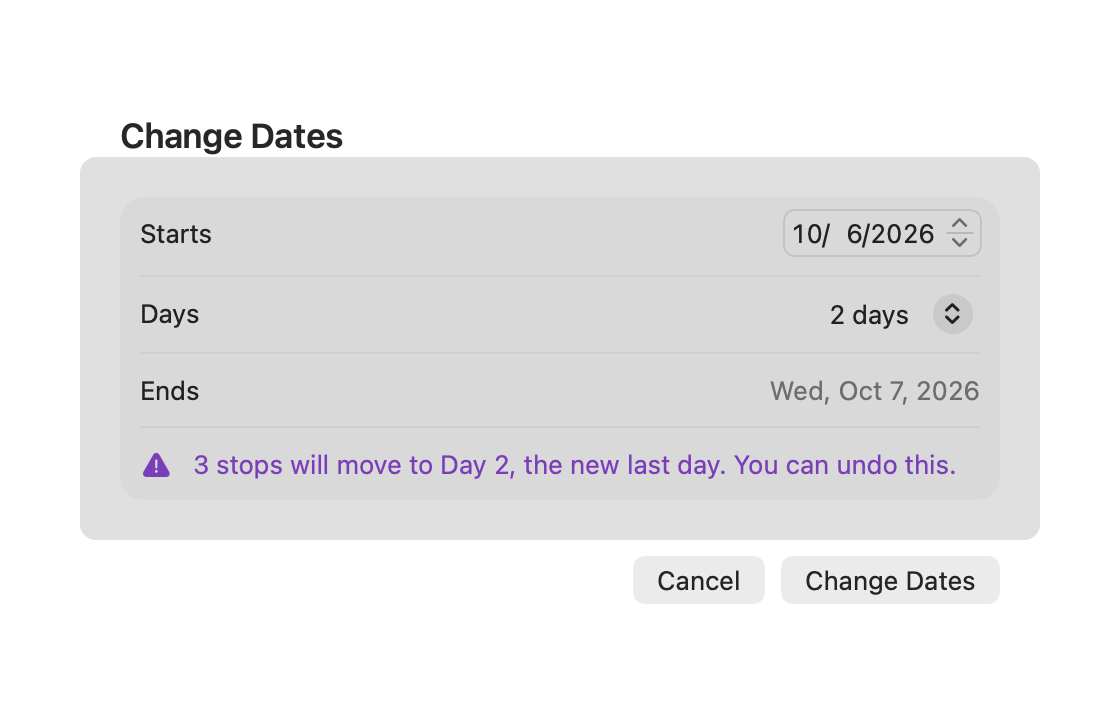 Change Dates
Starts 10/ 6/2026
Days 2 days
Ends Wed, Oct 7, 2026
3 stops will move to Day 2, the new last day. You can undo this.
Cancel Change Dates